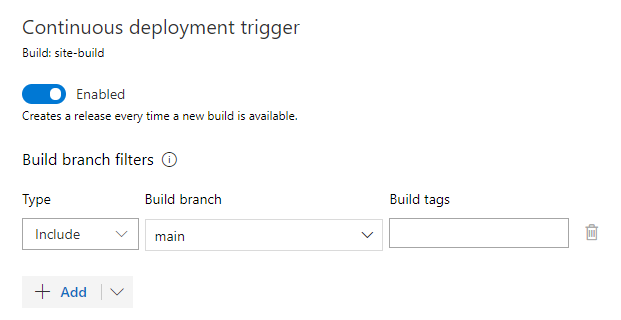 Continuous deployment trigger
Build: site-build
Enabled
Creates a release every time a new build is available.
Build branch filters
Type Build branch Build tags
Include main
Add